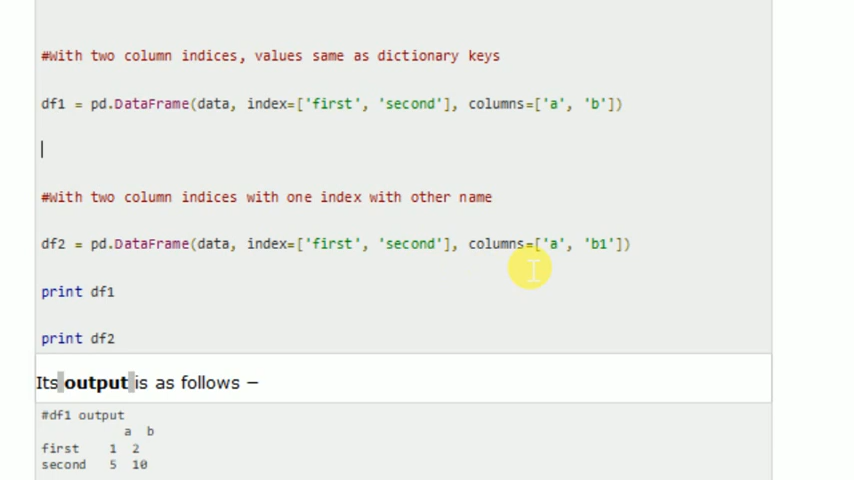 #With two column indices, values same as dictionary keys
df1 = pd.DataFrame(data, index=['first', 'second'], columns=['a', 'b'])
#With two column indices with one index with other name
df2 = pd.DataFrame(data, index=['first', 'second'], columns=['a', 'b1'])
print df1
print df2
Its output is as follows −
#df1 output
a b
first 1 2
second 5 10